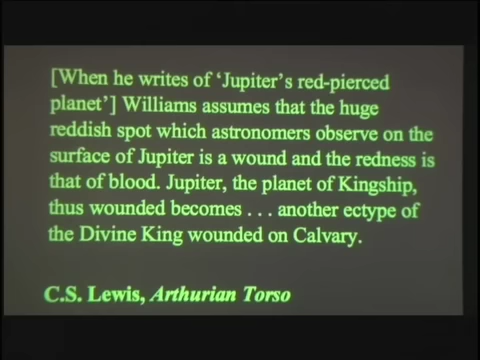 [When he writes of ‘Jupiter’s red-pierced
planet’] Williams assumes that the huge
reddish spot which astronomers observe on the
surface of Jupiter is a wound and the redness is
that of blood. Jupiter, the planet of Kingship,
thus wounded becomes . . . another ectype of
the Divine King wounded on Calvary.
C.S. Lewis, Arthurian Torso